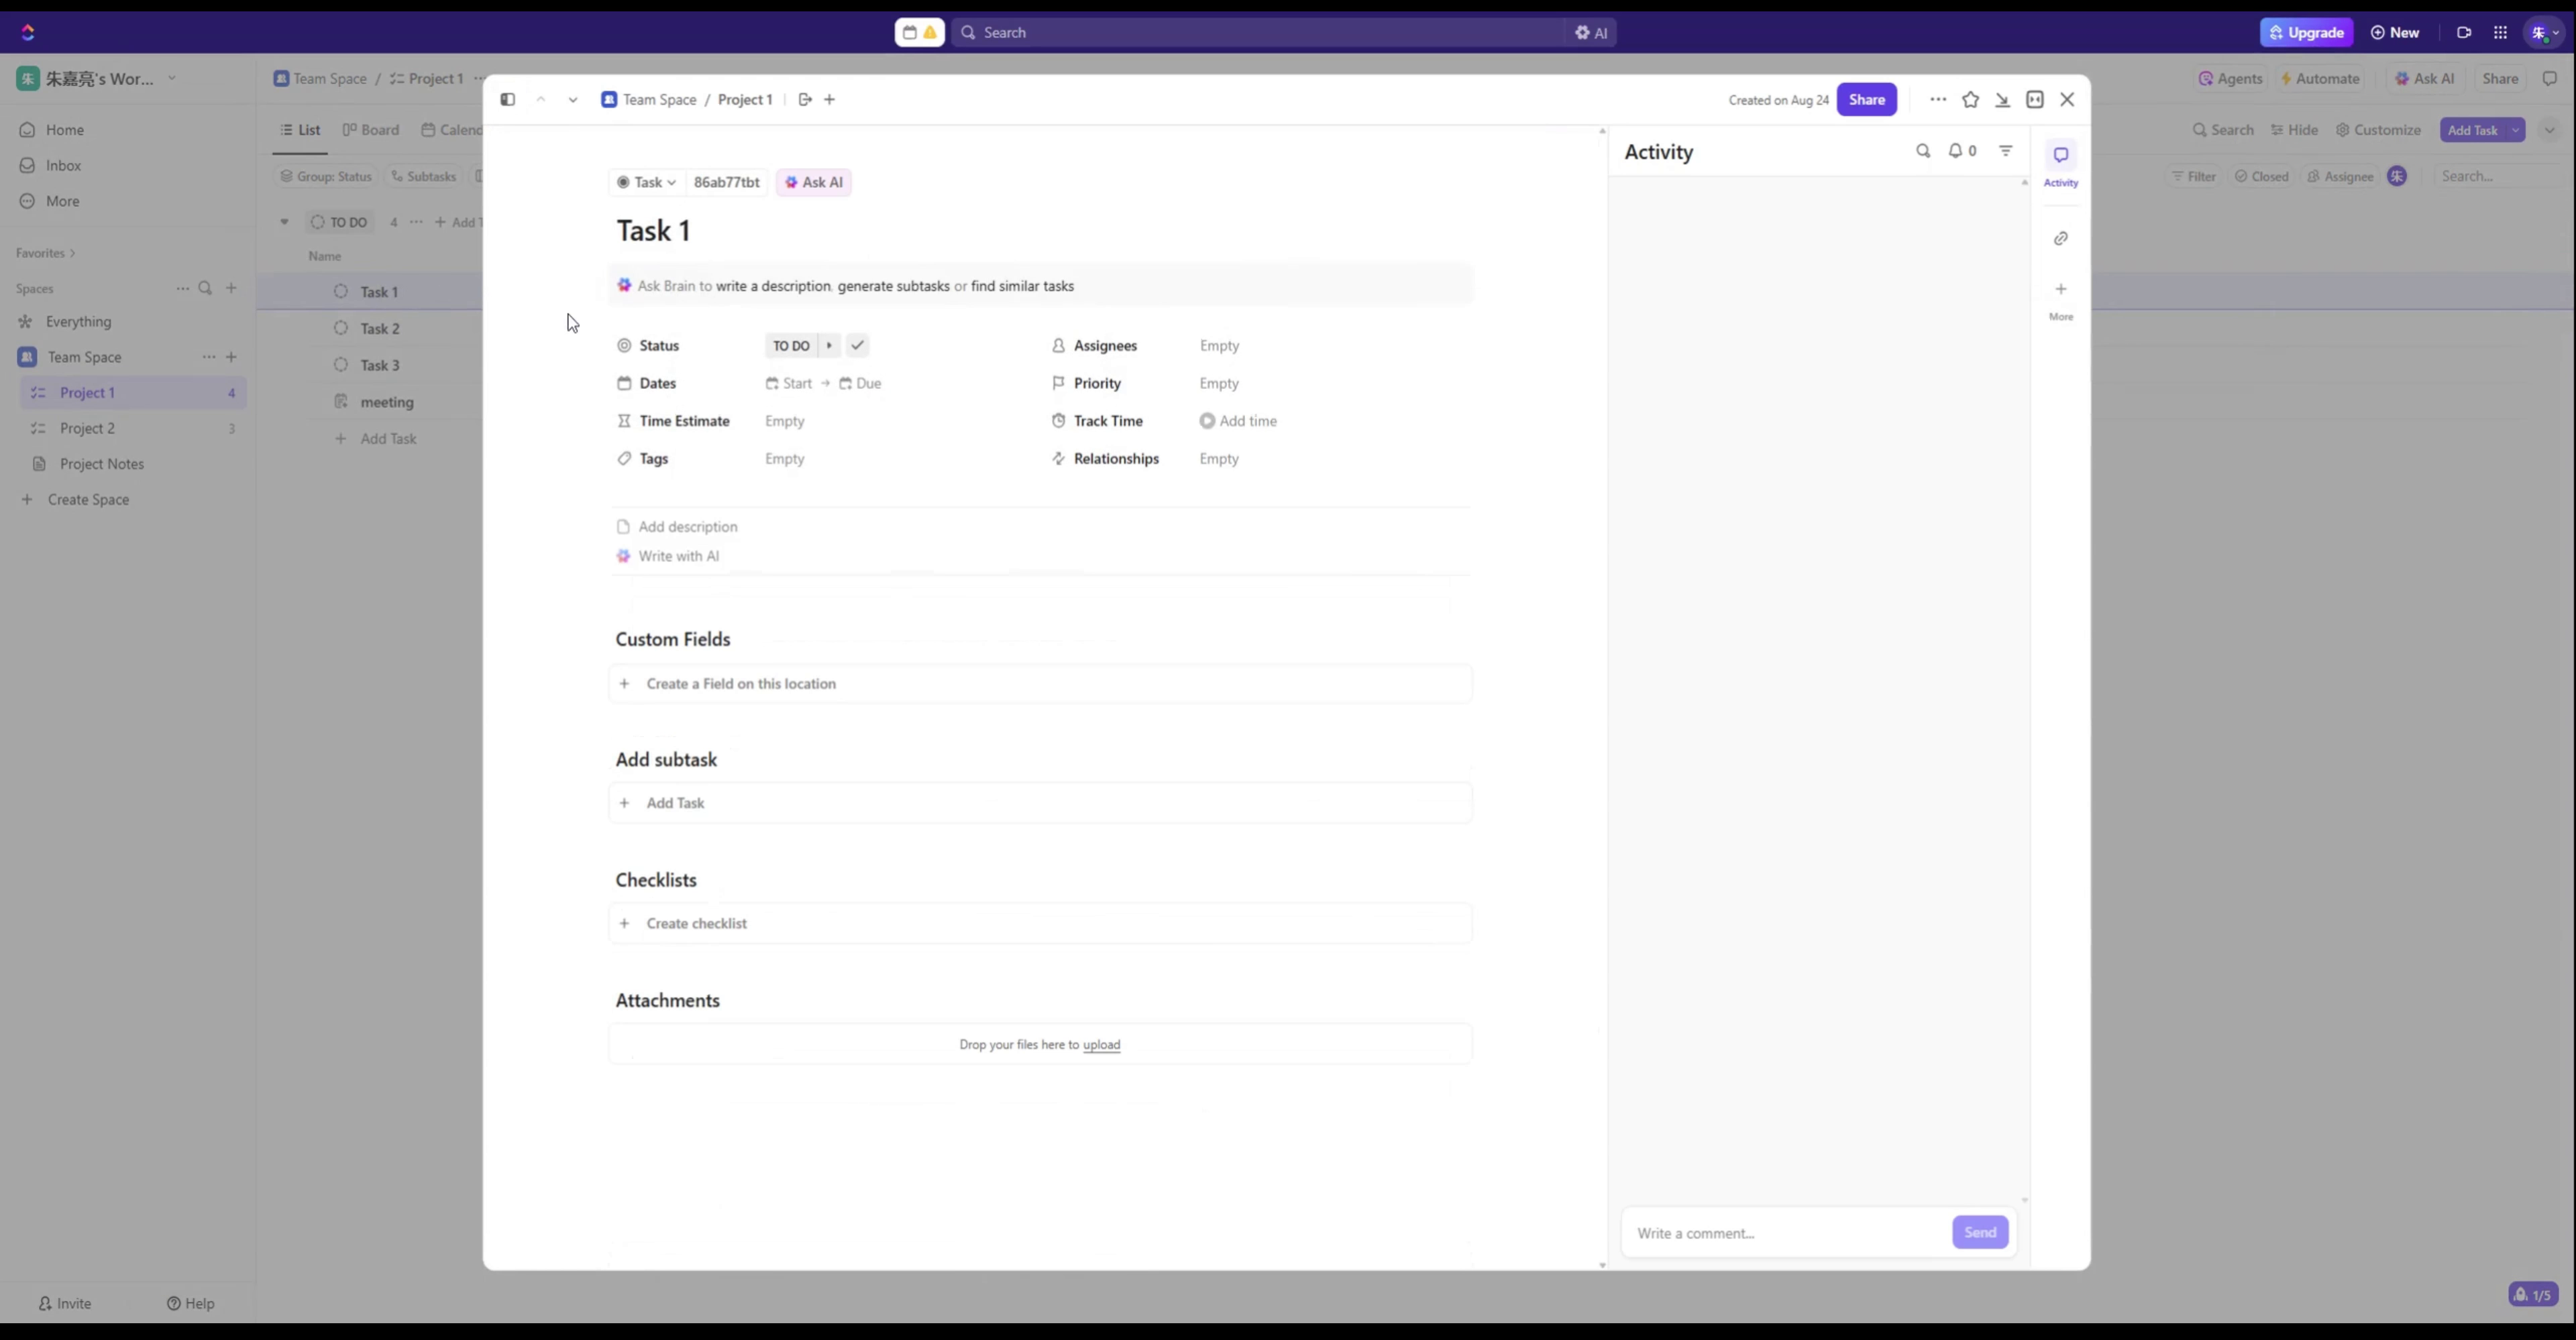 Search
AI
Upgrade
New
朱
朱 朱嘉亮's Wor...
Team Space / Project 1 ...
Agents
Automate
Ask AI
Share
Home
Inbox
More
Favorites
Spaces
Everything
Team Space
Project 1 4
Project 2 3
Project Notes
Create Space
Invite
Help
List
Board
Calend
Search
Hide
Customize
Add Task
Group: Status
Subtasks
Filter
Closed
Assignee
朱
Search...
TO DO 4 ... + Add T
Name
Task 1
Task 2
Task 3
meeting
+ Add Task
Team Space / Project 1
Created on Aug 24
Share
Task
86ab77tbt
Ask AI
Task 1
Ask Brain to write a description, generate subtasks or find similar tasks
Status TO DO
Assignees Empty
Dates Start → Due
Priority Empty
Time Estimate Empty
Track Time Add time
Tags Empty
Relationships Empty
Add description
Write with AI
Custom Fields
+ Create a Field on this location
Add subtask
+ Add Task
Checklists
+ Create checklist
Attachments
Drop your files here to upload
Activity
0
Activity
More
Write a comment...
Send
1/5